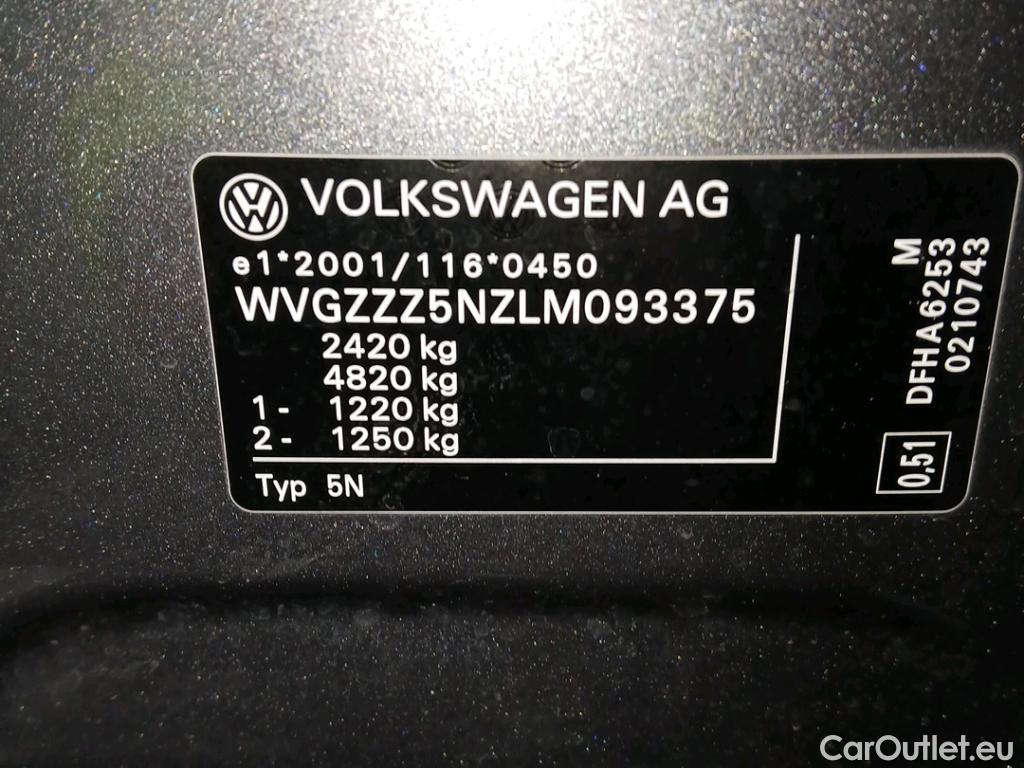 VOLKSWAGEN AG
e1*2001/116*0450
WVGZZZ5NZLM093375
2420 kg
4820 kg
1- 1220 kg
2- 1250 kg
Typ 5N
M
DFHA6253
0210743
0,51
CarOutlet.eu